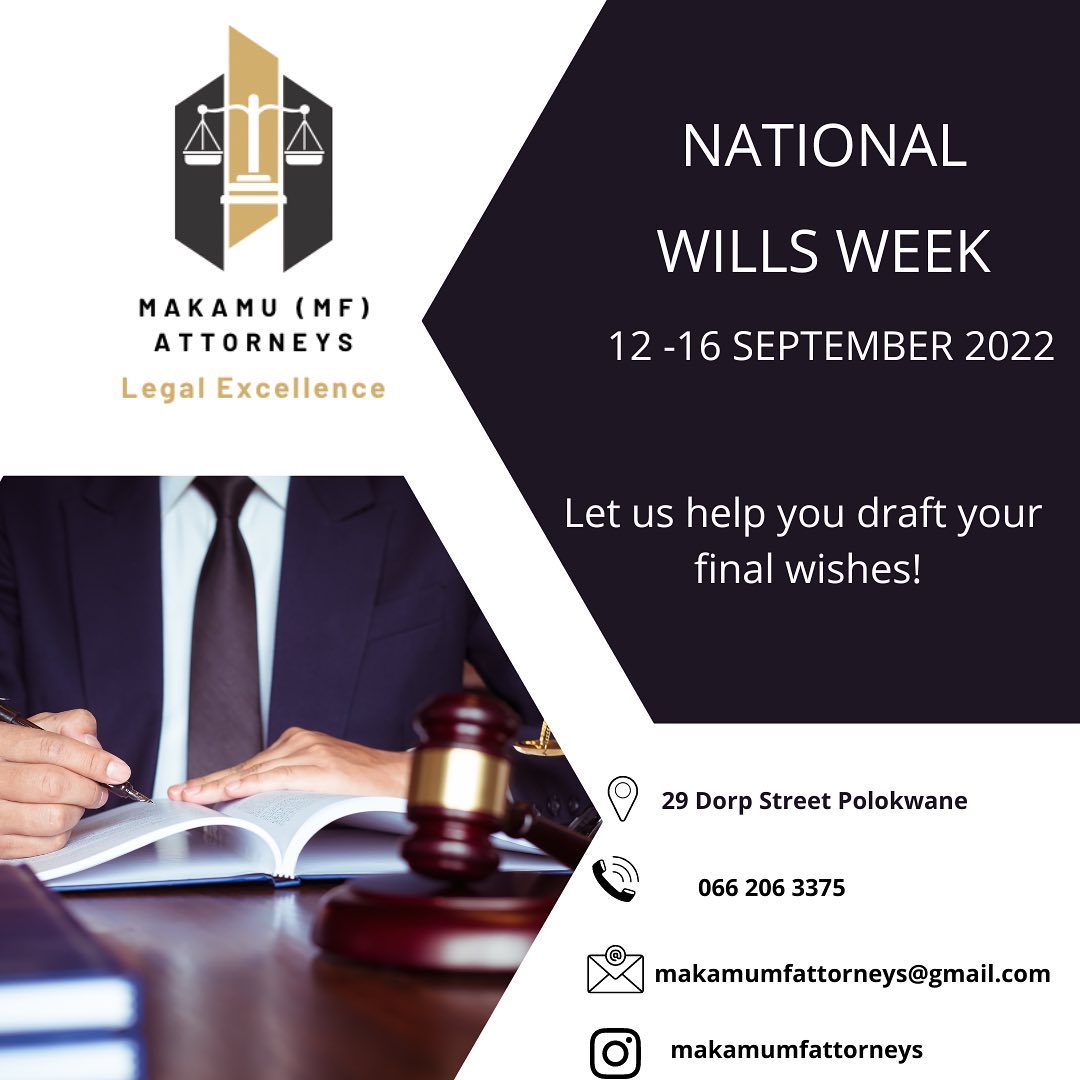 MAKAMU (MF)
ATTORNEYS
Legal Excellence
NATIONAL
WILLS WEEK
12 -16 SEPTEMBER 2022
Let us help you draft your
final wishes!
29 Dorp Street Polokwane
066 206 3375
@
makamumfattorneys@gmail.com
makamumfattorneys